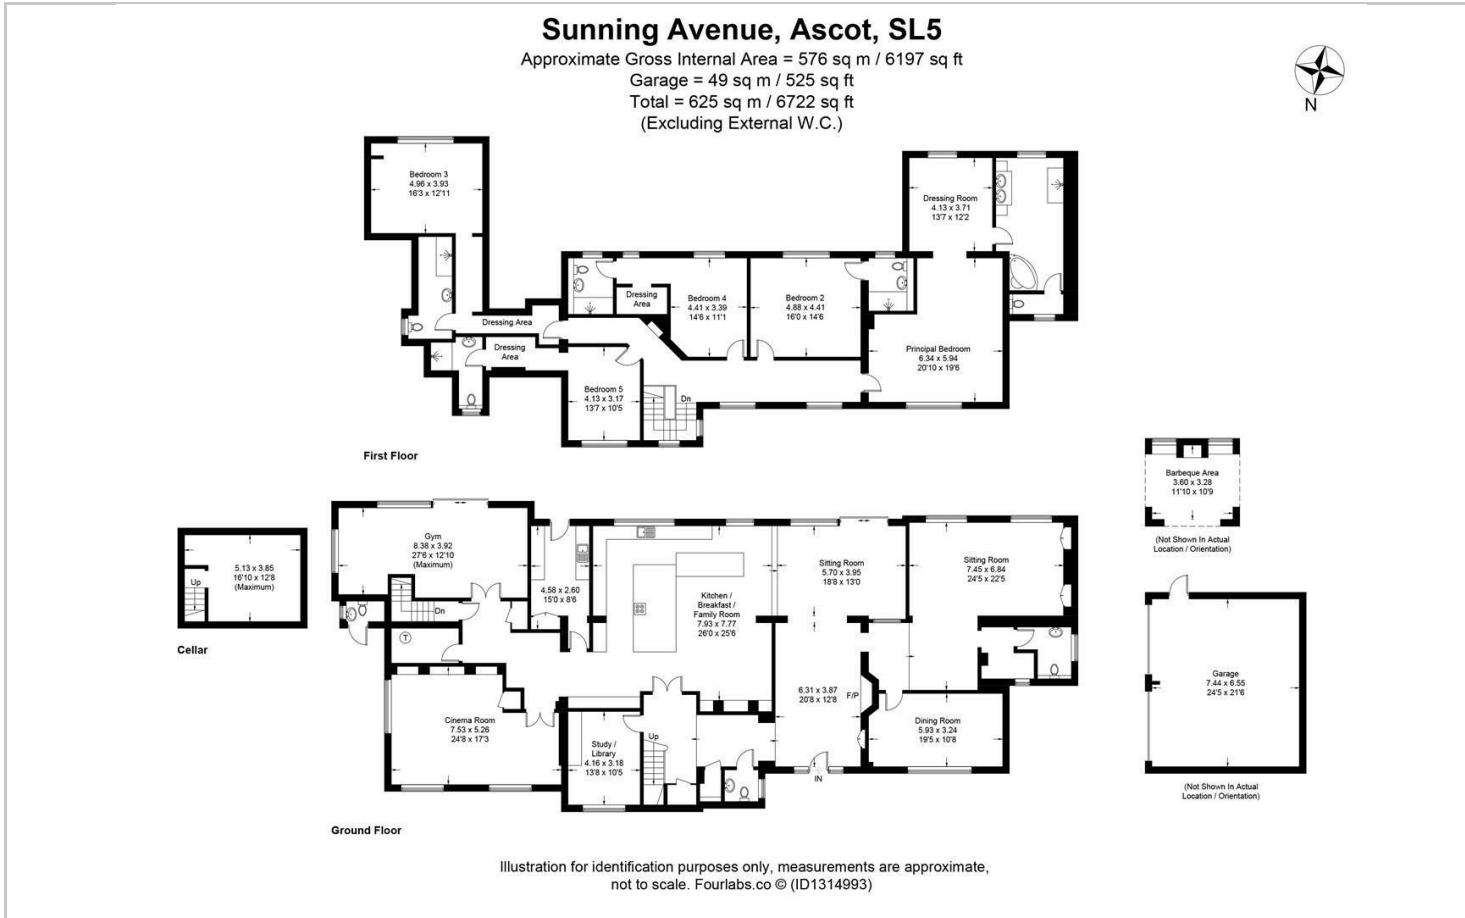 Sunning Avenue, Ascot, SL5
Approximate Gross Internal Area = 576 sq m / 6197 sq ft
Garage = 49 sq m / 525 sq ft
Total = 625 sq m / 6722 sq ft
(Excluding External W.C.)
N
Bedroom 3
4.96 x 3.93
16'3 x 12'11
Dressing Room
4.13 x 3.71
13'7 x 12'2
Dressing
Area
Bedroom 4
4.41 x 3.39
14'6 x 11'1
Bedroom 2
4.88 x 4.41
16'0 x 14'6
Dressing Area
Dressing
Area
Principal Bedroom
6.34 x 5.94
20'10 x 19'6
Bedroom 5
4.13 x 3.17
13'7 x 10'5
Dn
First Floor
Barbeque Area
3.60 x 3.28
11'10 x 10'9
(Not Shown In Actual
Location / Orientation)
5.13 x 3.85
16'10 x 12'8
(Maximum)
Up
Cellar
Gym
8.38 x 3.92
27'6 x 12'10
(Maximum)
Dn
4.58 x 2.60
15'0 x 8'6
Kitchen /
Breakfast /
Family Room
7.93 x 7.77
26'0 x 25'6
Sitting Room
5.70 x 3.95
18'8 x 13'0
Sitting Room
7.45 x 6.84
24'5 x 22'5
T
Cinema Room
7.53 x 5.26
24'8 x 17'3
Study /
Library
4.16 x 3.18
13'8 x 10'5
Up
6.31 x 3.87
20'8 x 12'8
F/P
Dining Room
5.93 x 3.24
19'5 x 10'8
IN
Garage
7.44 x 6.55
24'5 x 21'6
(Not Shown In Actual
Location / Orientation)
Ground Floor
Illustration for identification purposes only, measurements are approximate,
not to scale. Fourlabs.co © (ID1314993)